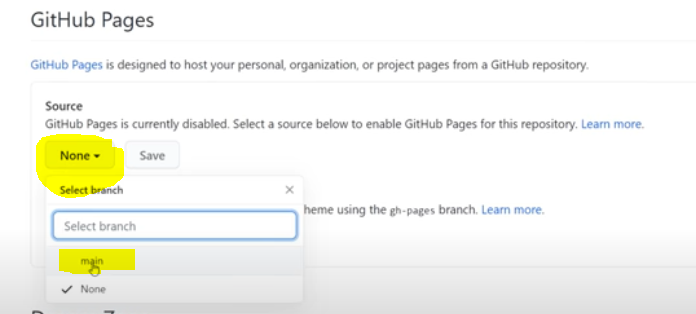 GitHub Pages
GitHub Pages is designed to host your personal, organization, or project pages from a GitHub repository.
Source
GitHub Pages is currently disabled. Select a source below to enable GitHub Pages for this repository. Learn more.
None
Save
Select branch
heme using the gh-pages branch. Learn more.
Select branch
main
None